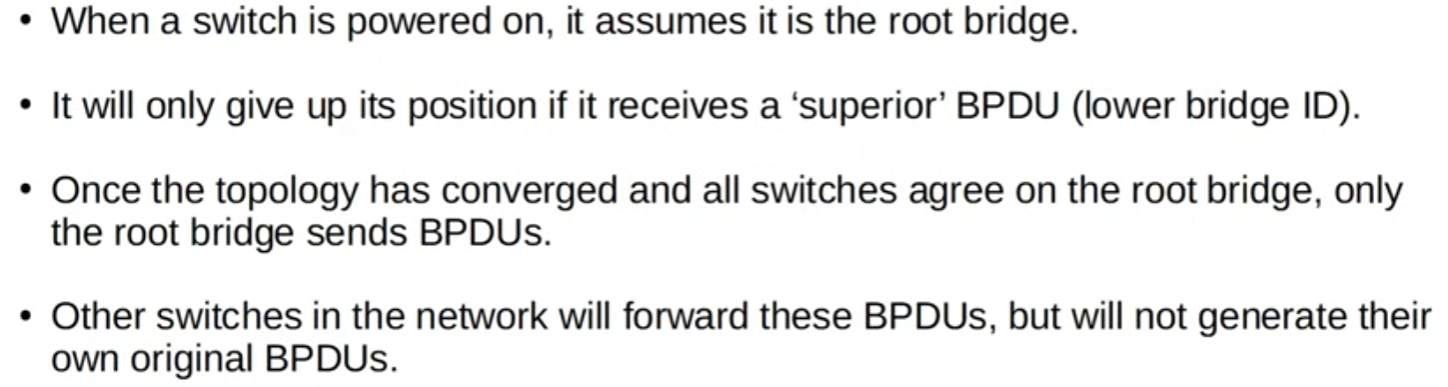 • When a switch is powered on, it assumes it is the root bridge.
• It will only give up its position if it receives a ‘superior’ BPDU (lower bridge ID).
• Once the topology has converged and all switches agree on the root bridge, only
the root bridge sends BPDUs.
• Other switches in the network will forward these BPDUs, but will not generate their
own original BPDUs.